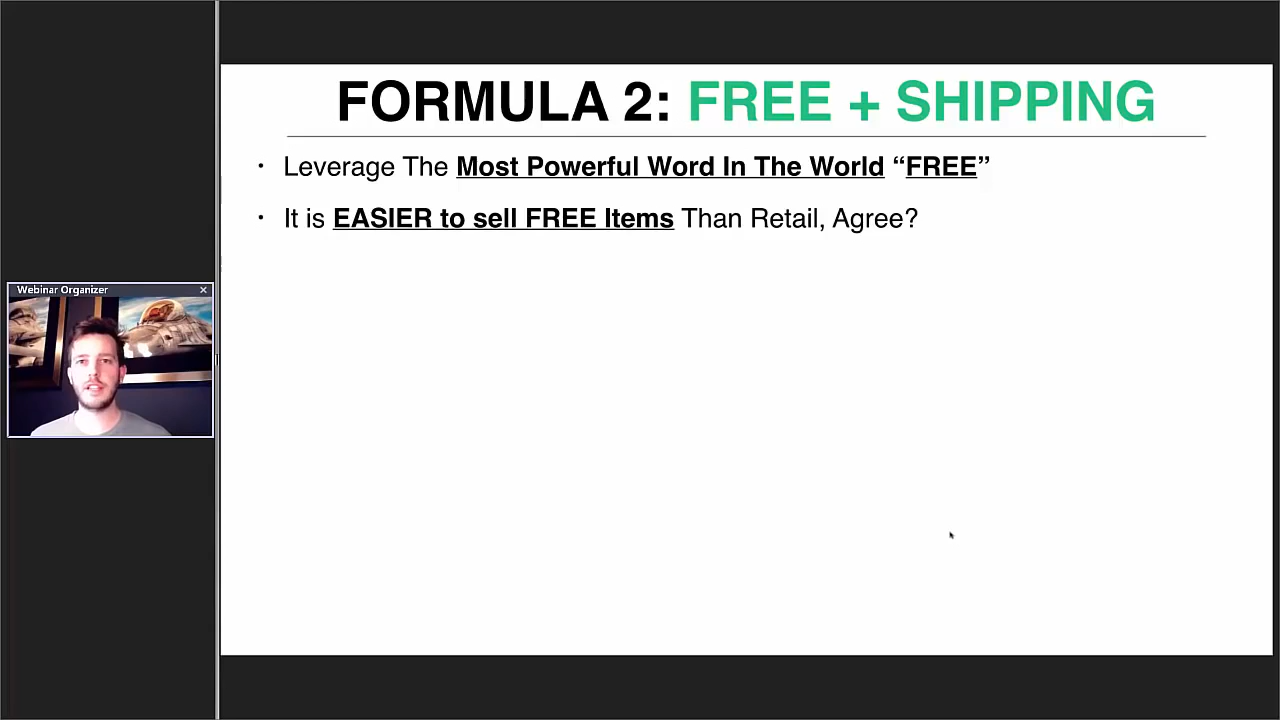 FORMULA 2: FREE + SHIPPING
• Leverage The Most Powerful Word In The World “FREE”
• It is EASIER to sell FREE Items Than Retail, Agree?
Webinar Organizer